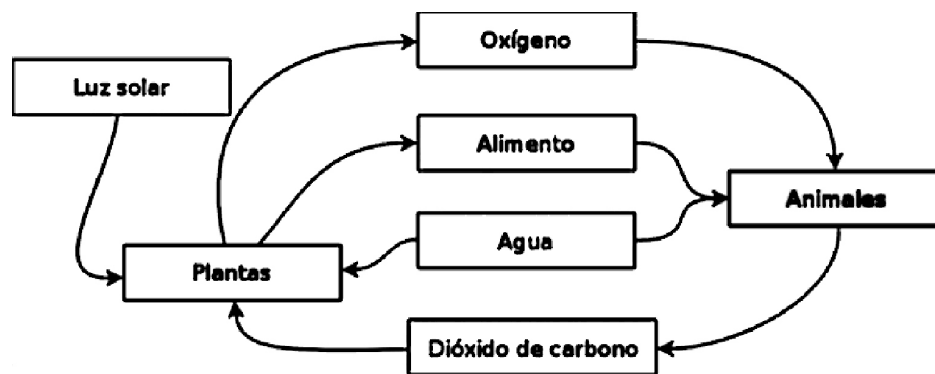 Oxígeno
Luz solar
Alimento
Animales
Agua
Plantas
Dióxido de carbono